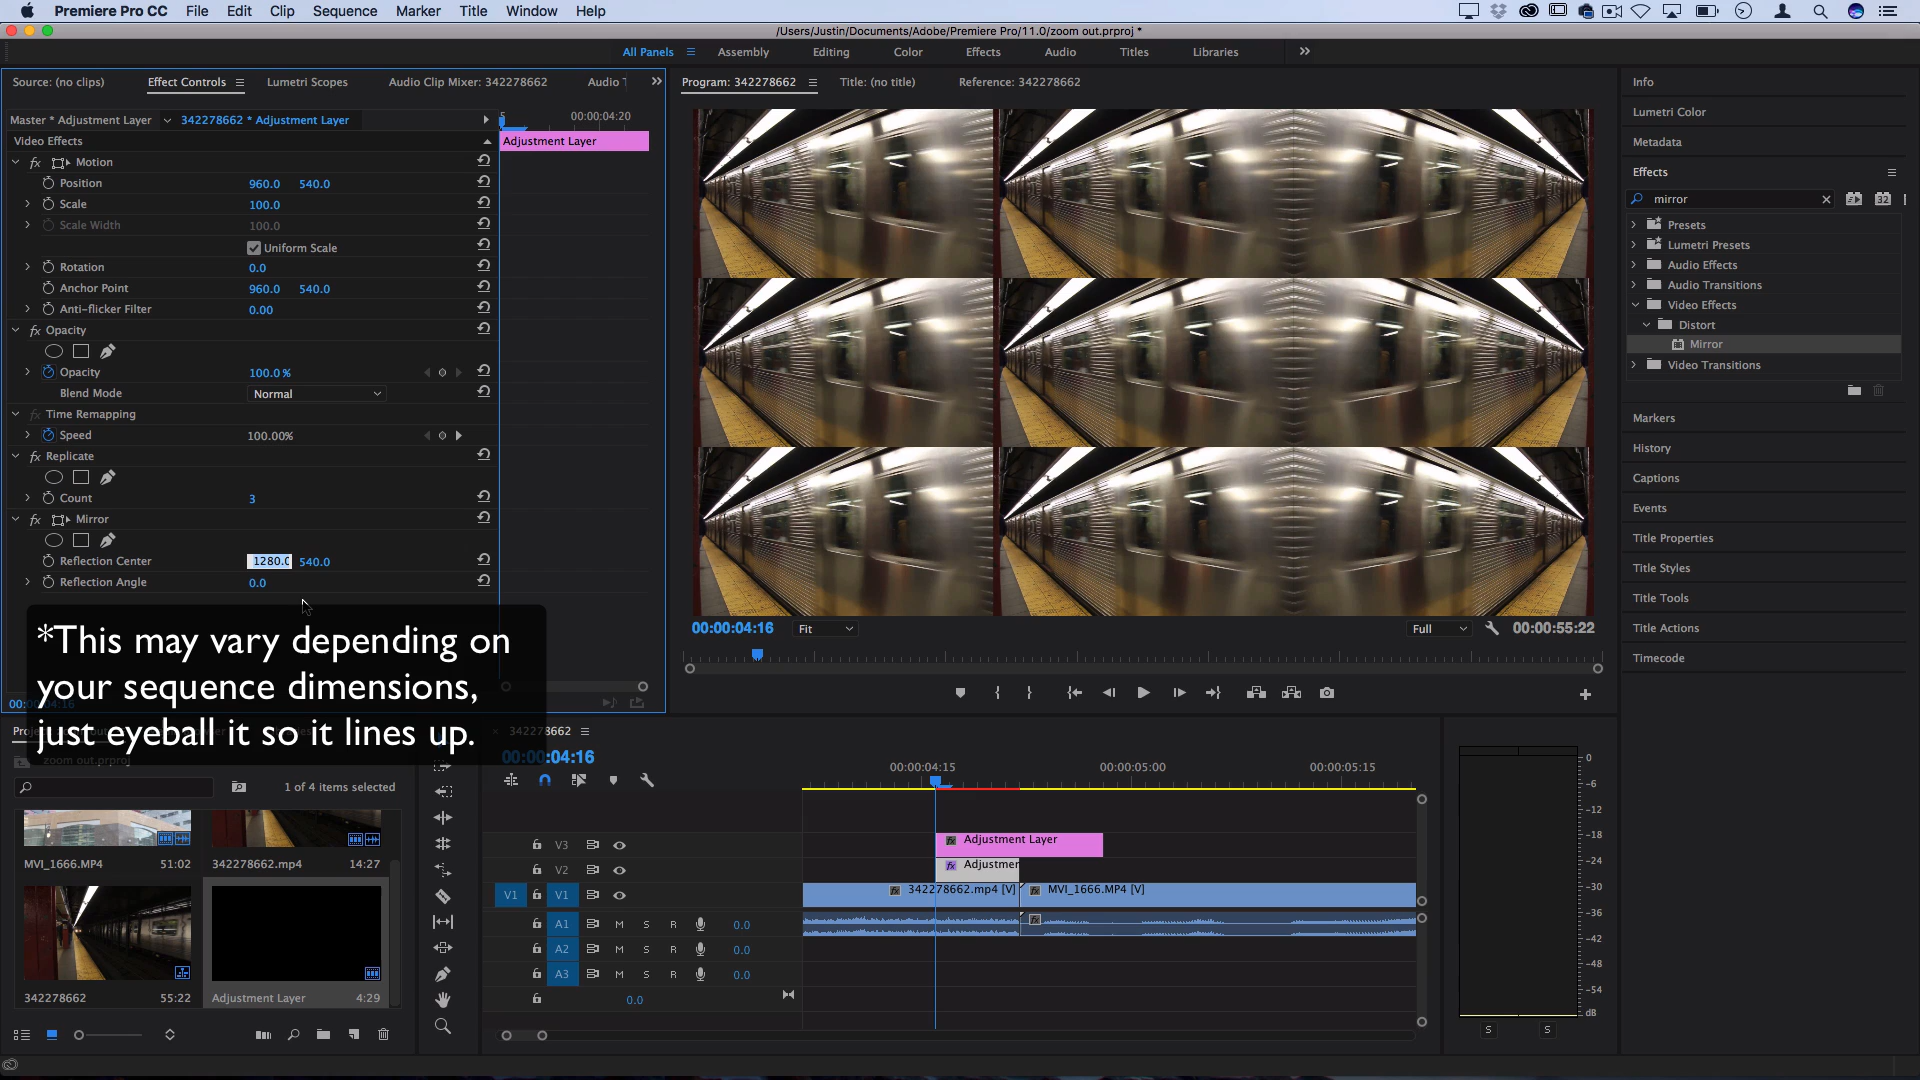 Premiere Pro CC File Edit Clip Sequence Marker Title Window Help
/Users/Justin/Documents/Adobe/Premiere Pro/11.0/zoom out.prproj *
All Panels Assembly Editing Color Effects Audio Titles Libraries
Source: (no clips) Effect Controls Lumetri Scopes Audio Clip Mixer: 342278662 Audio T
Master * Adjustment Layer 342278662 * Adjustment Layer
5 00:00:04:20
Video Effects
Adjustment Layer
fx Motion
Position 960.0 540.0
Scale 100.0
Scale Width 100.0
Uniform Scale
Rotation 0.0
Anchor Point 960.0 540.0
Anti-flicker Filter 0.00
fx Opacity
Opacity 100.0 %
Blend Mode Normal
fx Time Remapping
Speed 100.00%
fx Replicate
Count 3
fx Mirror
Reflection Center 1280.0 540.0
Reflection Angle 0.0
*This may vary depending on
your sequence dimensions,
just eyeball it so it lines up.
Program: 342278662 Title: (no title) Reference: 342278662
00:00:04:16 Fit Full 00:00:55:22
Info
Lumetri Color
Metadata
Effects
mirror
32
Presets
Lumetri Presets
Audio Effects
Audio Transitions
Video Effects
Distort
Mirror
Video Transitions
Markers
History
Captions
Events
Title Properties
Title Styles
Title Tools
Title Actions
Timecode
zoom out.prproj
1 of 4 items selected
MVI_1666.MP4 51:02
342278662.mp4 14:27
342278662 55:22
Adjustment Layer 4:29
342278662
00:00:04:16
00:00:04:15 00:00:05:00 00:00:05:15
V3 fx Adjustment Layer
V2 fx Adjustmen
V1 V1 fx 342278662.mp4 [V] fx MVI_1666.MP4 [V]
A1 M S R 0.0
A2 M S R 0.0
A3 M S R 0.0
0.0
0
-6
-12
-18
-24
-30
-36
-42
-48
-54
dB
S S